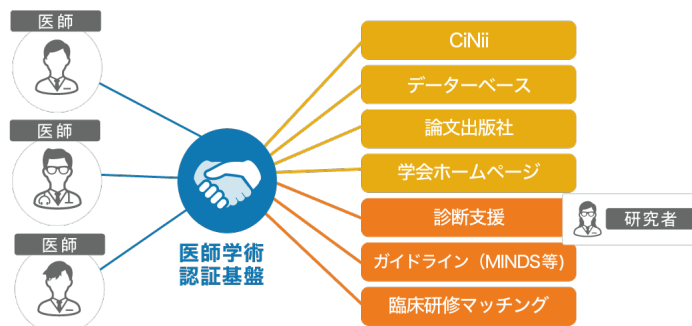 医師
医師
医師
医師学術
認証基盤
CiNii
データーベース
論文出版社
学会ホームページ
診断支援
ガイドライン（MINDS等）
臨床研修マッチング
研究者